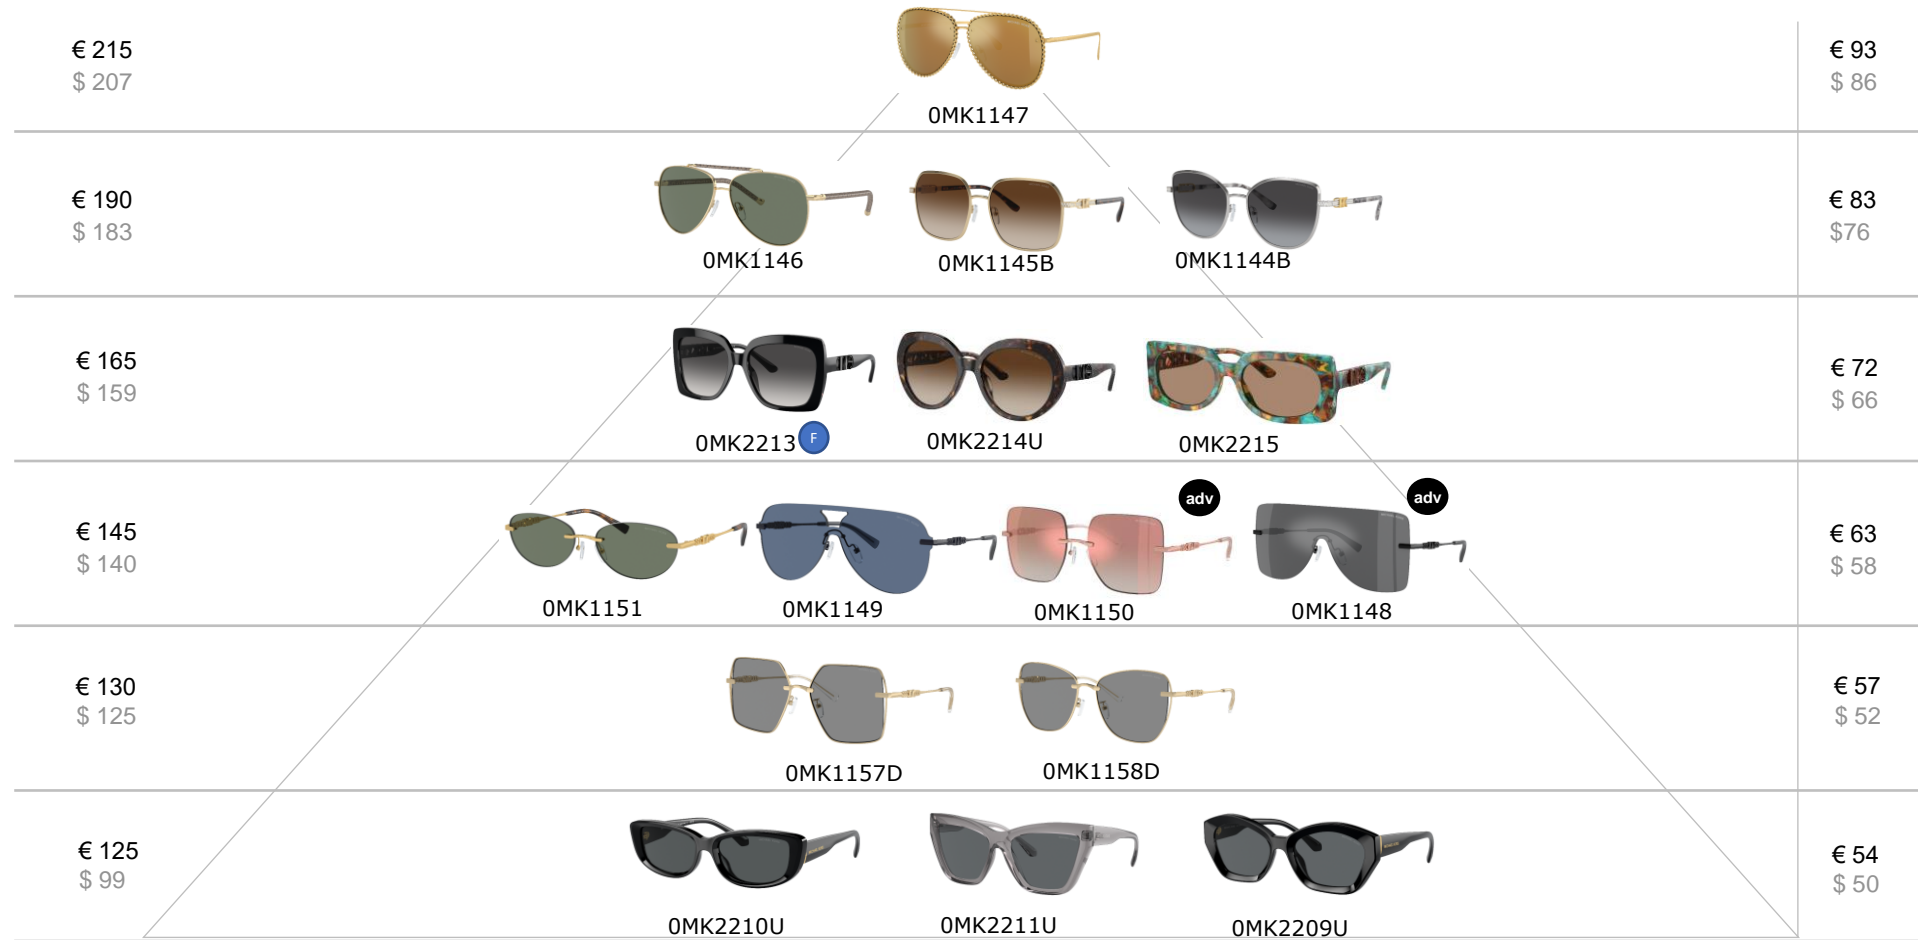 € 215
$ 207
0MK1147
€ 93
$ 86
€ 190
$ 183
0MK1146
0MK1145B
0MK1144B
€ 83
$76
€ 165
$ 159
0MK2213
F
0MK2214U
0MK2215
€ 72
$ 66
€ 145
$ 140
adv
adv
0MK1151
0MK1149
0MK1150
0MK1148
€ 63
$ 58
€ 130
$ 125
0MK1157D
0MK1158D
€ 57
$ 52
€ 125
$ 99
0MK2210U
0MK2211U
0MK2209U
€ 54
$ 50